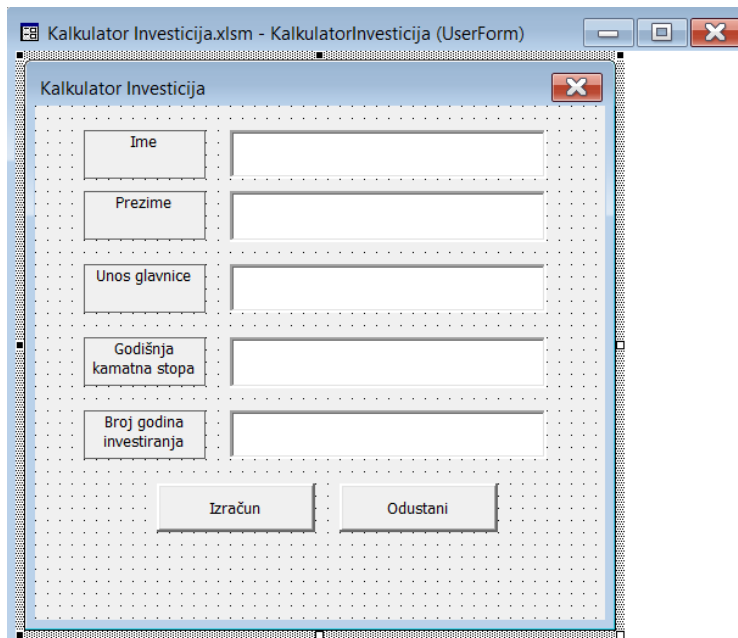 Kalkulator Investicija.xlsm - KalkulatorInvesticija (UserForm)
Kalkulator Investicija
Ime
Prezime
Unos glavnice
Godišnja
kamatna stopa
Broj godina
investiranja
Izračun
Odustani